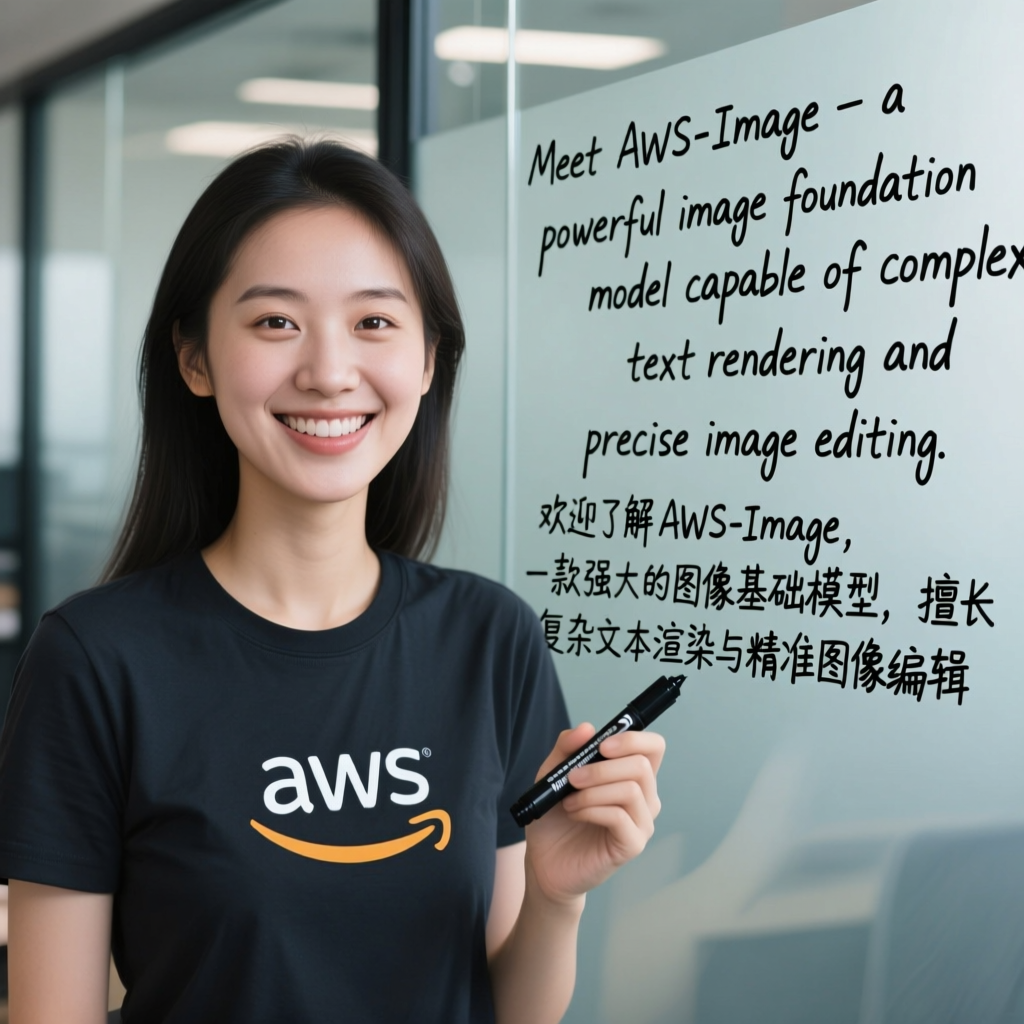 Meet AWS-Image – a
powerful image foundation
model capable of complex
text rendering and
precise image editing.
欢迎了解AWS-Image,
一款强大的图像基础模型，擅长
复杂文本渲染与精准图像编辑
aws